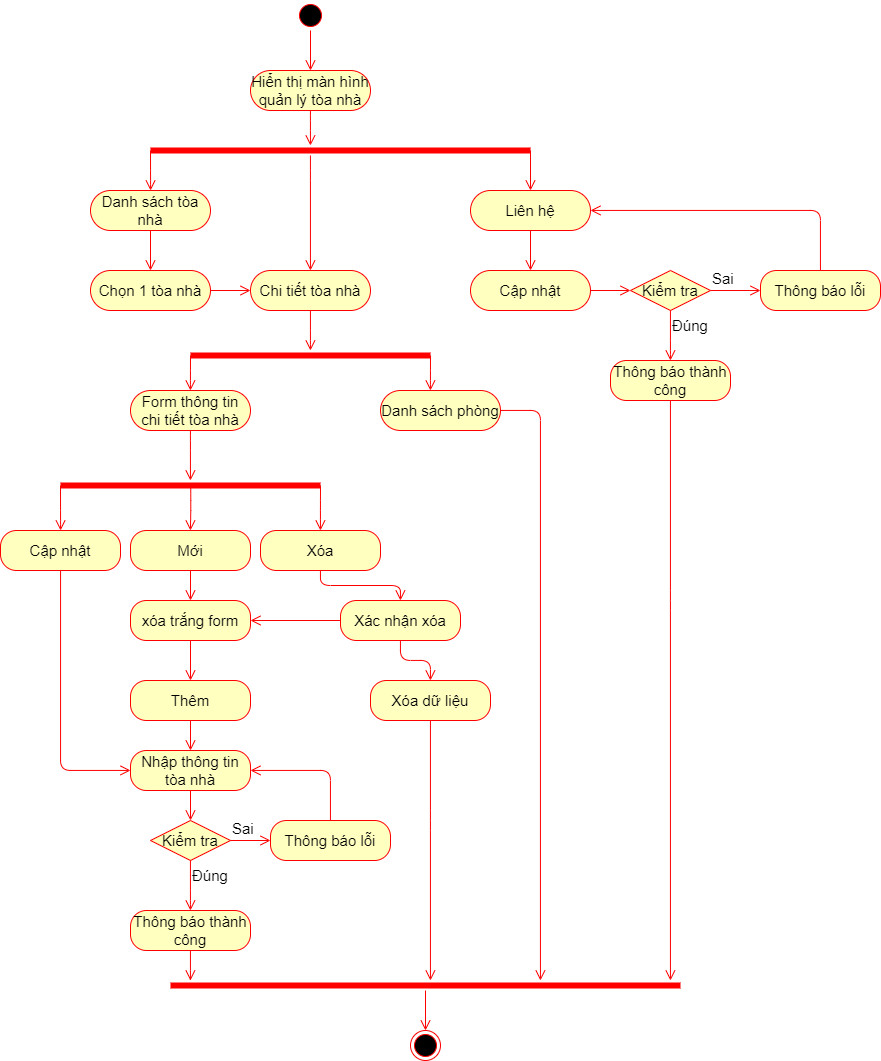 Hiển thị màn hình
quản lý tòa nhà
Danh sách tòa
nhà
Liên hệ
Chọn 1 tòa nhà
Chi tiết tòa nhà
Cập nhật
Kiểm tra
Sai
Thông báo lỗi
Đúng
Thông báo thành
công
Form thông tin
chi tiết tòa nhà
Danh sách phòng
Cập nhật
Mới
Xóa
xóa trắng form
Xác nhận xóa
Thêm
Xóa dữ liệu
Nhập thông tin
tòa nhà
Kiểm tra
Sai
Thông báo lỗi
Đúng
Thông báo thành
công